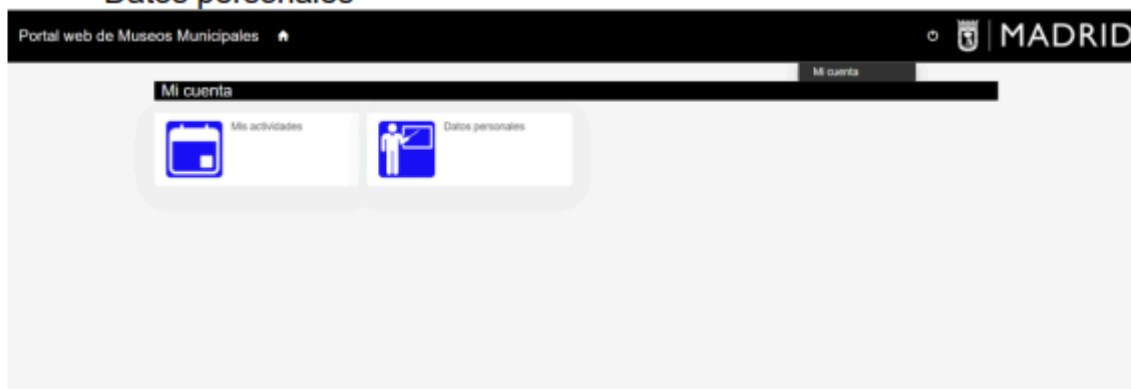 Datos personales
Portal web de Museos Municipales
MADRID
Mi cuenta
Mi cuenta
Mis actividades
Datos personales